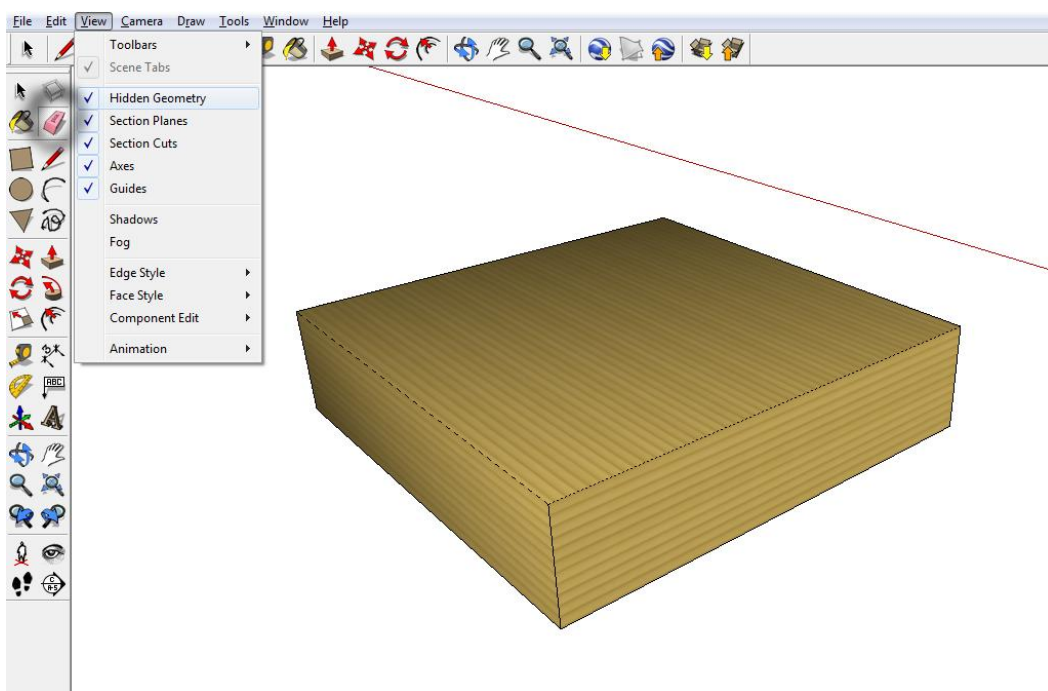 File Edit View Camera Draw Tools Window Help
Toolbars
Scene Tabs
Hidden Geometry
Section Planes
Section Cuts
Axes
Guides
Shadows
Fog
Edge Style
Face Style
Component Edit
Animation
ABC